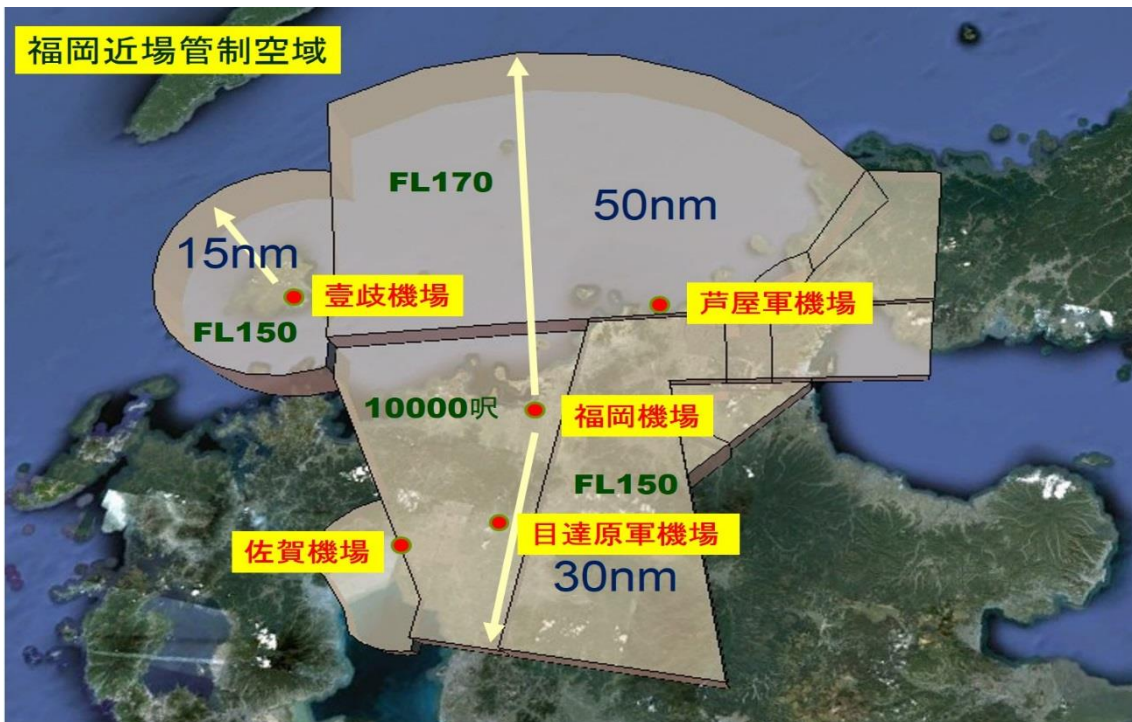 福岡近場管制空域
FL170
50nm
15nm
壹歧機場
芦屋軍機場
FL150
10000呎
福岡機場
FL150
目達原軍機場
佐賀機場
30nm